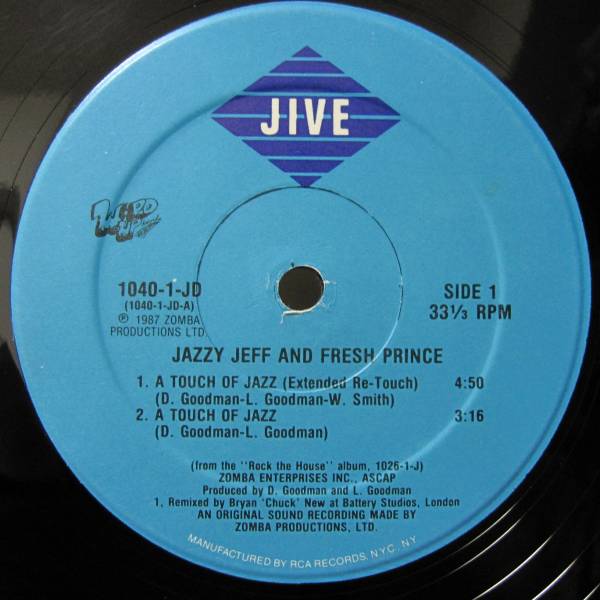 JIVE
WORD
UP
1040-1-JD
(1040-1-JD-A)
Ⓟ 1987 ZOMBA
PRODUCTIONS LTD.
SIDE 1
33⅓ RPM
JAZZY JEFF AND FRESH PRINCE
1. A TOUCH OF JAZZ (Extended Re-Touch) 4:50
(D. Goodman-L. Goodman-W. Smith)
2. A TOUCH OF JAZZ 3:16
(D. Goodman-L. Goodman)
(from the "Rock the House" album, 1026-1-J)
ZOMBA ENTERPRISES INC., ASCAP
Produced by D. Goodman and L. Goodman
1, Remixed by Bryan 'Chuck' New at Battery Studios, London
AN ORIGINAL SOUND RECORDING MADE BY
ZOMBA PRODUCTIONS, LTD.
MANUFACTURED BY RCA RECORDS, NYC, NY